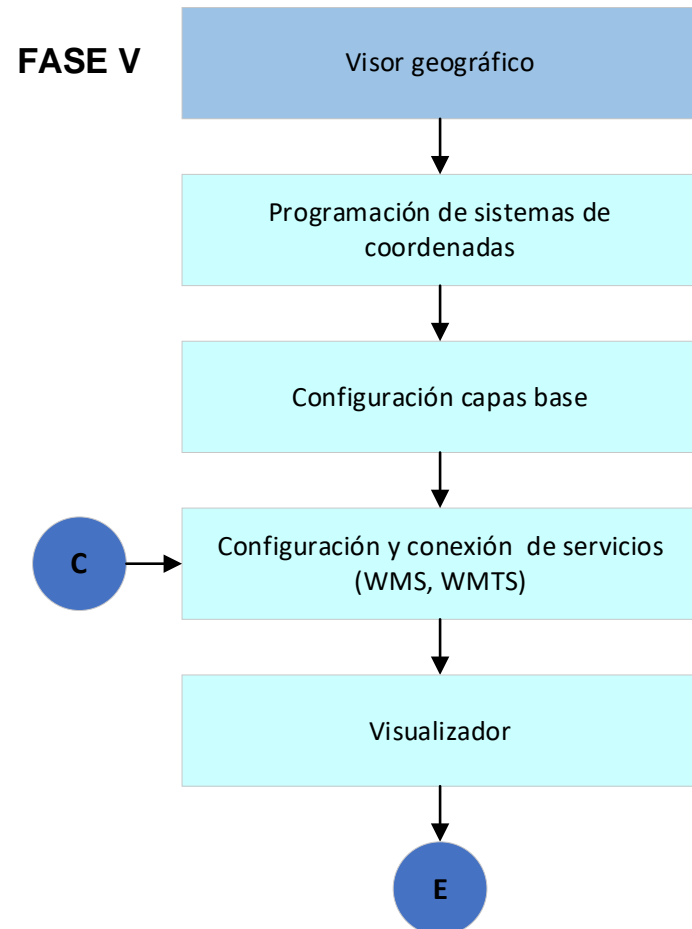 FASE V
Visor geográfico
Programación de sistemas de
coordenadas
Configuración capas base
C
Configuración y conexión de servicios
(WMS, WMTS)
Visualizador
E